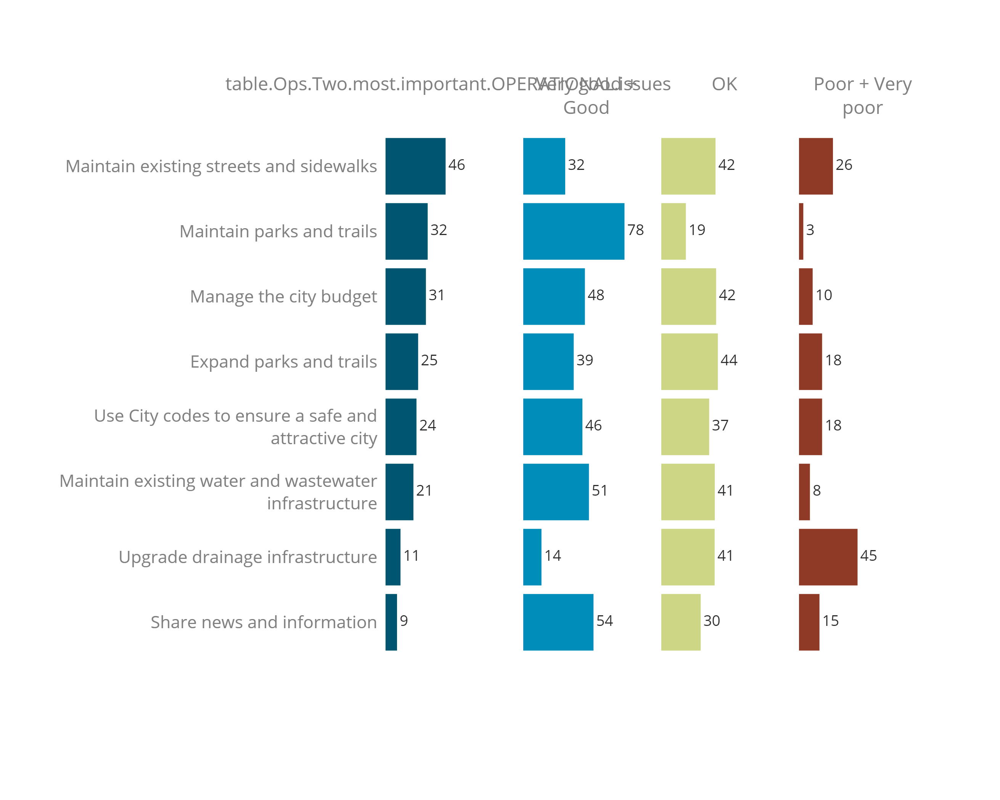 table.Ops.Two.most.important.OPERATIONAL.issues
Very good +
Good
OK
Poor + Very
poor
Maintain existing streets and sidewalks 46 32 42 26
Maintain parks and trails 32 78 19 3
Manage the city budget 31 48 42 10
Expand parks and trails 25 39 44 18
Use City codes to ensure a safe and
attractive city 24 46 37 18
Maintain existing water and wastewater
infrastructure 21 51 41 8
Upgrade drainage infrastructure 11 14 41 45
Share news and information 9 54 30 15